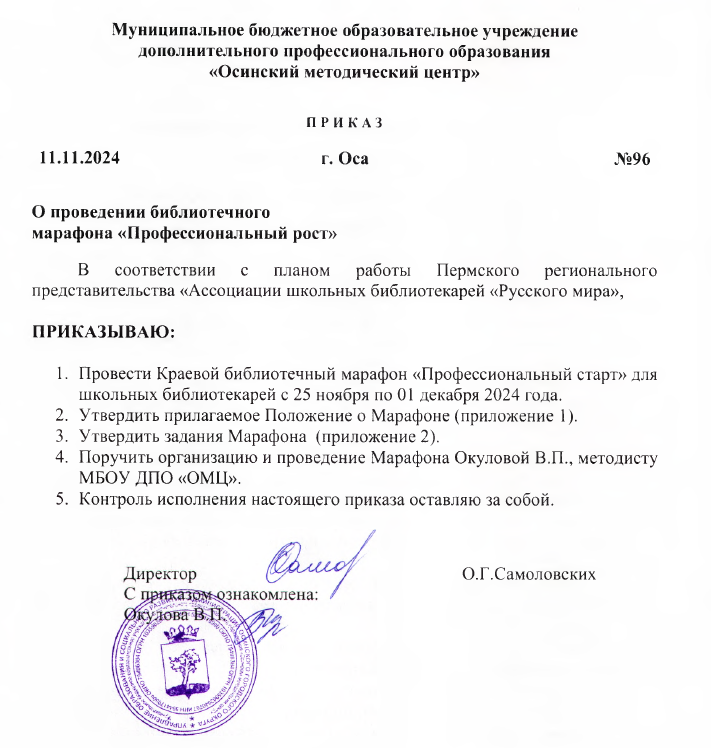 Муниципальное бюджетное образовательное учреждение
дополнительного профессионального образования
«Осинский методический центр»
П Р И К А З
11.11.2024 г. Оса №96
О проведении библиотечного
марафона «Профессиональный рост»
В соответствии с планом работы Пермского регионального
представительства «Ассоциации школьных библиотекарей «Русского мира»,
ПРИКАЗЫВАЮ:
1. Провести Краевой библиотечный марафон «Профессиональный старт» для
школьных библиотекарей с 25 ноября по 01 декабря 2024 года.
2. Утвердить прилагаемое Положение о Марафоне (приложение 1).
3. Утвердить задания Марафона (приложение 2).
4. Поручить организацию и проведение Марафона Окуловой В.П., методисту
МБОУ ДПО «ОМЦ».
5. Контроль исполнения настоящего приказа оставляю за собой.
Директор О.Г.Самоловских
С приказом ознакомлена:
Окулова В.П.